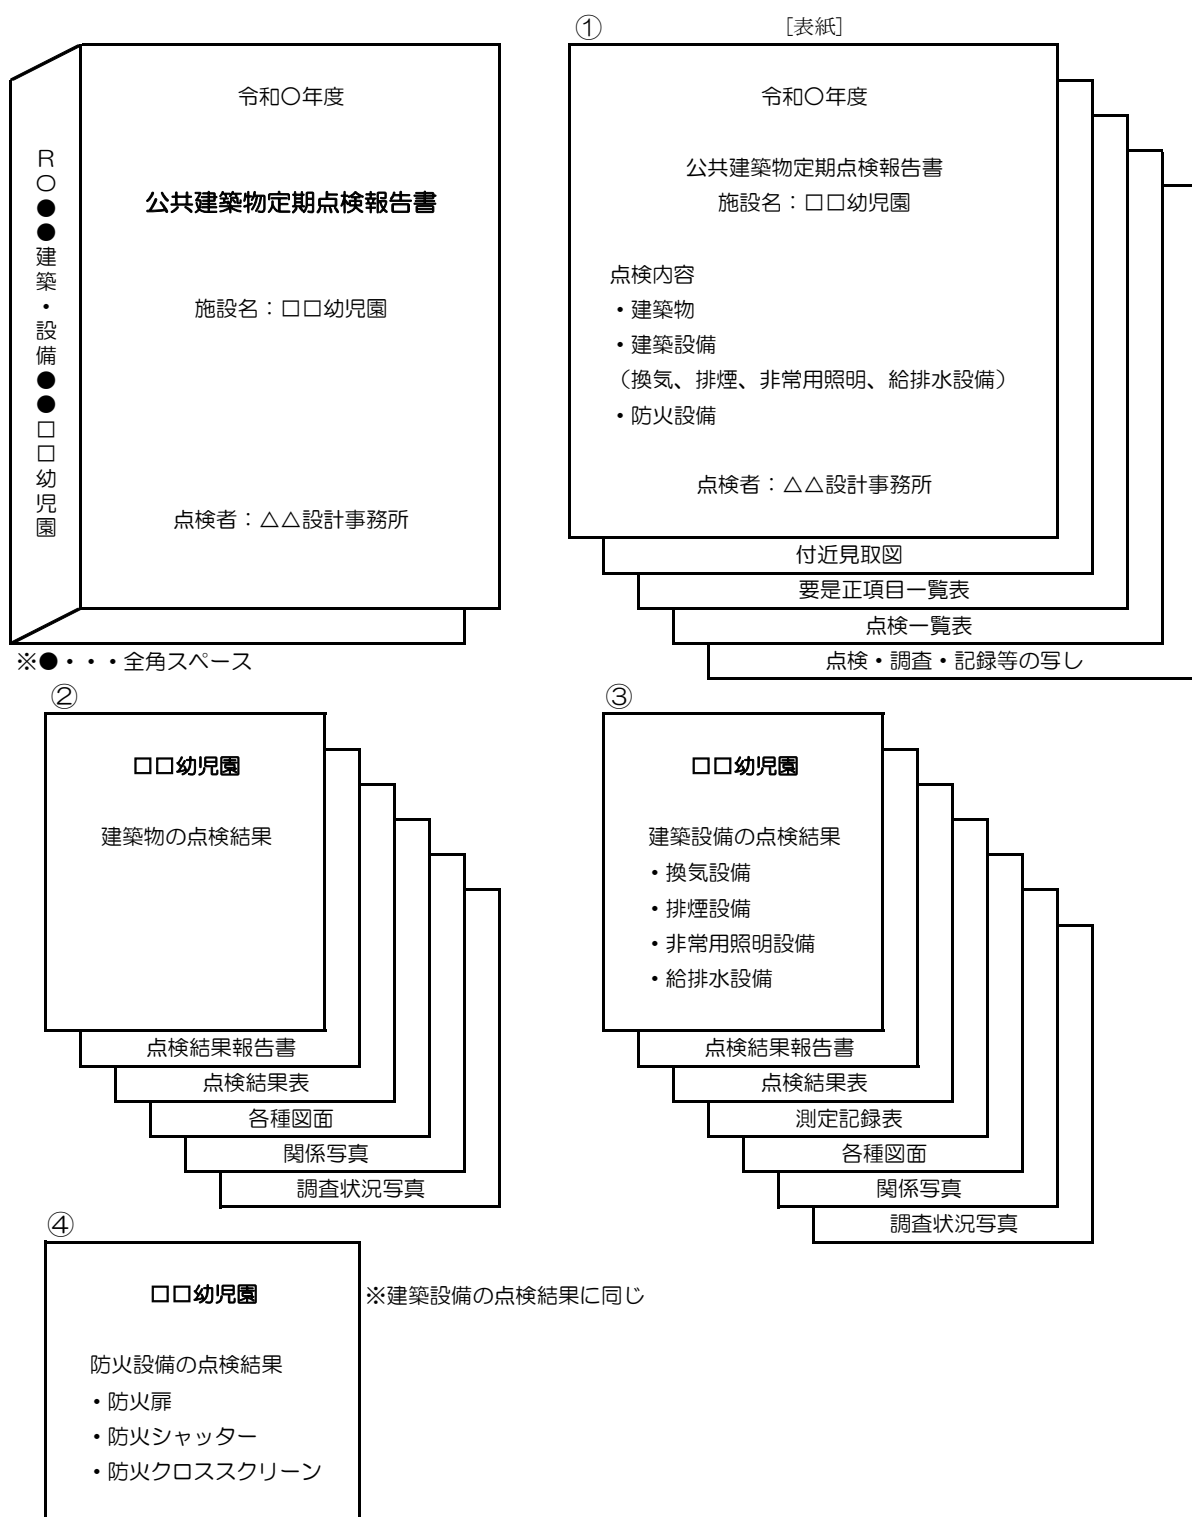 R〇●●建築・設備●●□□幼児園
令和〇年度
公共建築物定期点検報告書
施設名：□□幼児園
点検者：△△設計事務所
※●・・・全角スペース
① [表紙]
令和〇年度
公共建築物定期点検報告書
施設名：□□幼児園
点検内容
・建築物
・建築設備
（換気、排煙、非常用照明、給排水設備）
・防火設備
点検者：△△設計事務所
付近見取図
要是正項目一覧表
点検一覧表
点検・調査・記録等の写し
②
□□幼児園
建築物の点検結果
点検結果報告書
点検結果表
各種図面
関係写真
調査状況写真
③
□□幼児園
建築設備の点検結果
・換気設備
・排煙設備
・非常用照明設備
・給排水設備
点検結果報告書
点検結果表
測定記録表
各種図面
関係写真
調査状況写真
④
□□幼児園
※建築設備の点検結果に同じ
防火設備の点検結果
・防火扉
・防火シャッター
・防火クロススクリーン